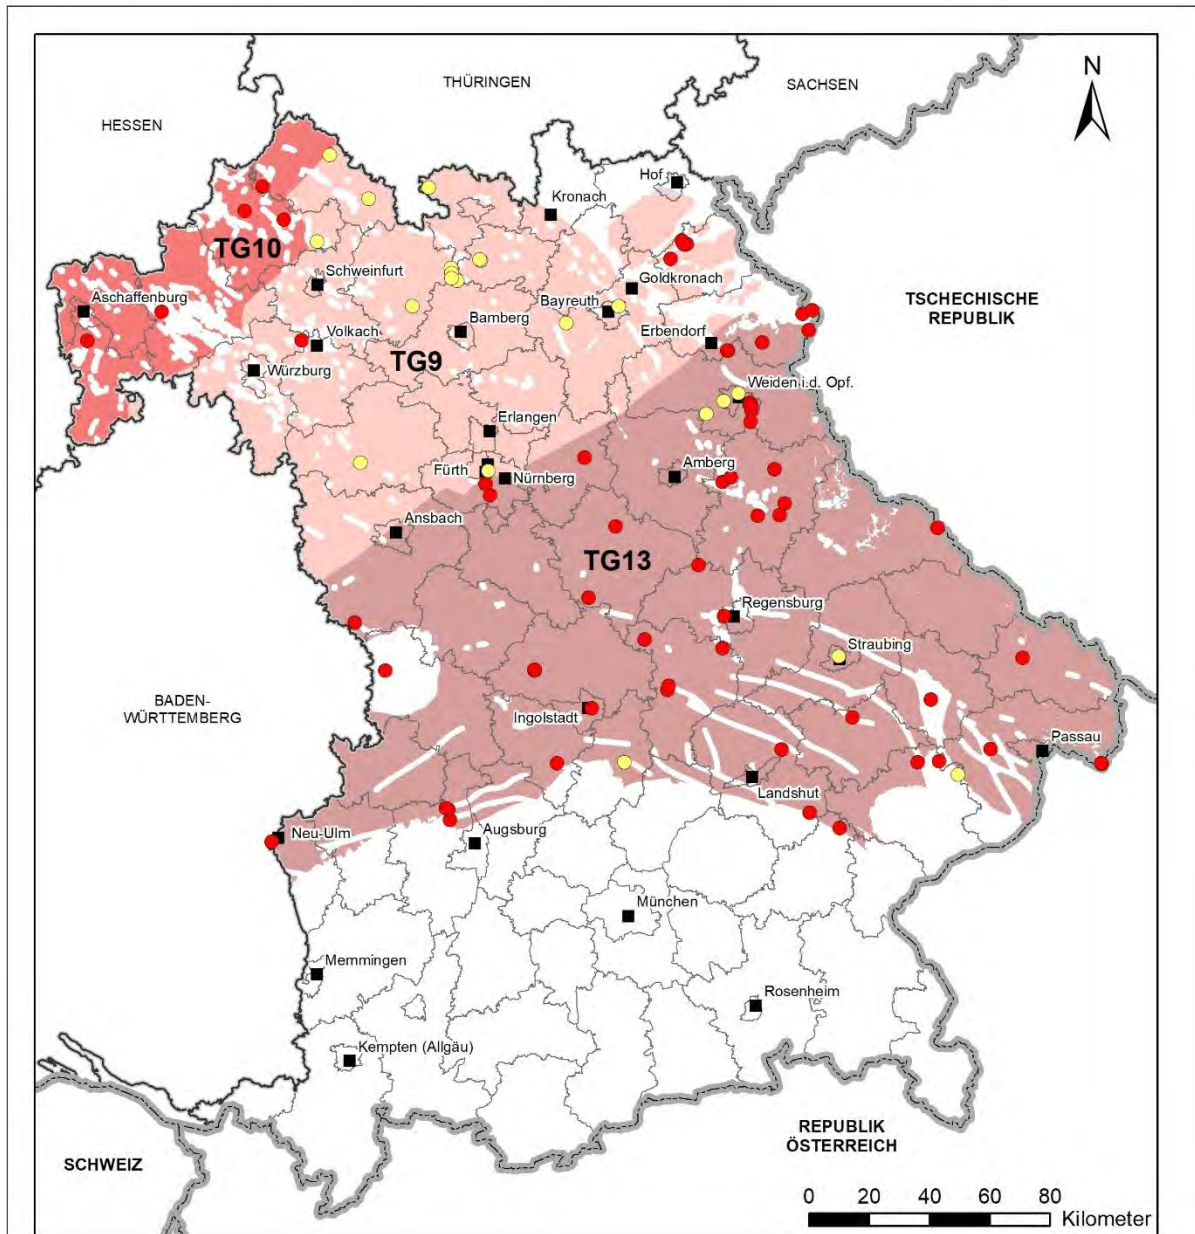 THÜRINGEN
SACHSEN
N
HESSEN
Hof
Kronach
TG10
Schweinfurt
Goldkronach
Aschaffenburg
Bayreuth
TSCHECHISCHE
REPUBLIK
Volkach
Bamberg
Erbendorf
TG9
Würzburg
Weiden i.d. Opf.
Erlangen
Fürth
Nürnberg
Amberg
Ansbach
TG13
Regensburg
Straubing
BADEN-
WÜRTTEMBERG
Ingolstadt
Passau
Landshut
Neu-Ulm
Augsburg
München
Memmingen
Rosenheim
Kempten (Allgäu)
REPUBLIK
ÖSTERREICH
SCHWEIZ
0 20 40 60 80
Kilometer